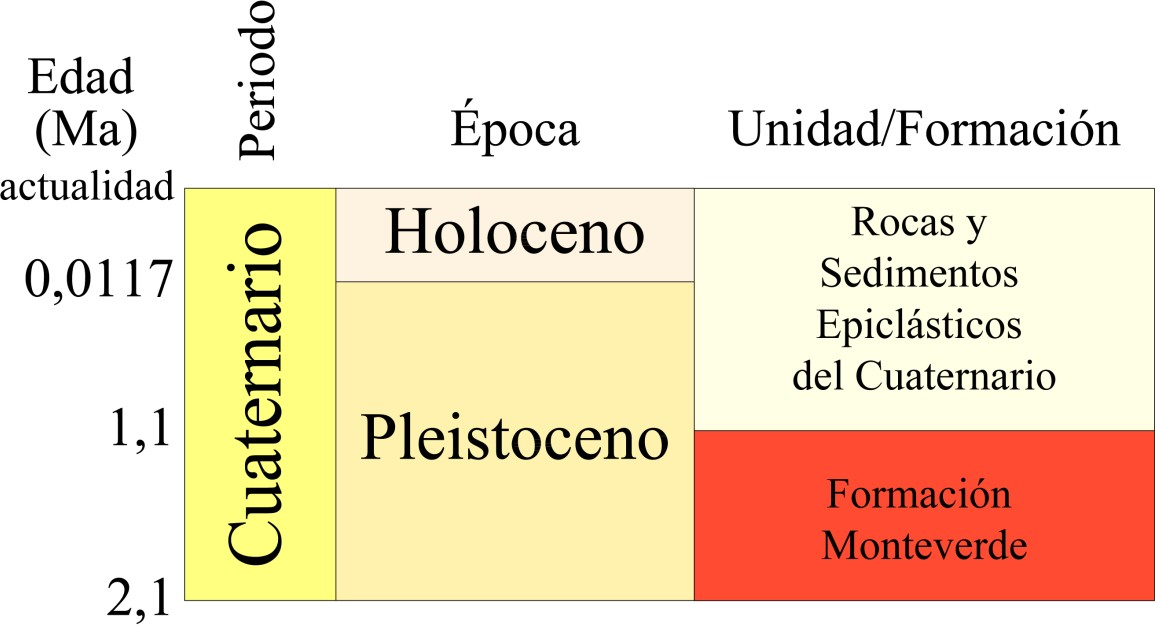 Edad
(Ma)
Periodo
Época
Unidad/Formación
actualidad
Cuaternario
Holoceno
Rocas y
Sedimentos
Epiclásticos
del Cuaternario
0,0117
Pleistoceno
1,1
Formación
Monteverde
2,1